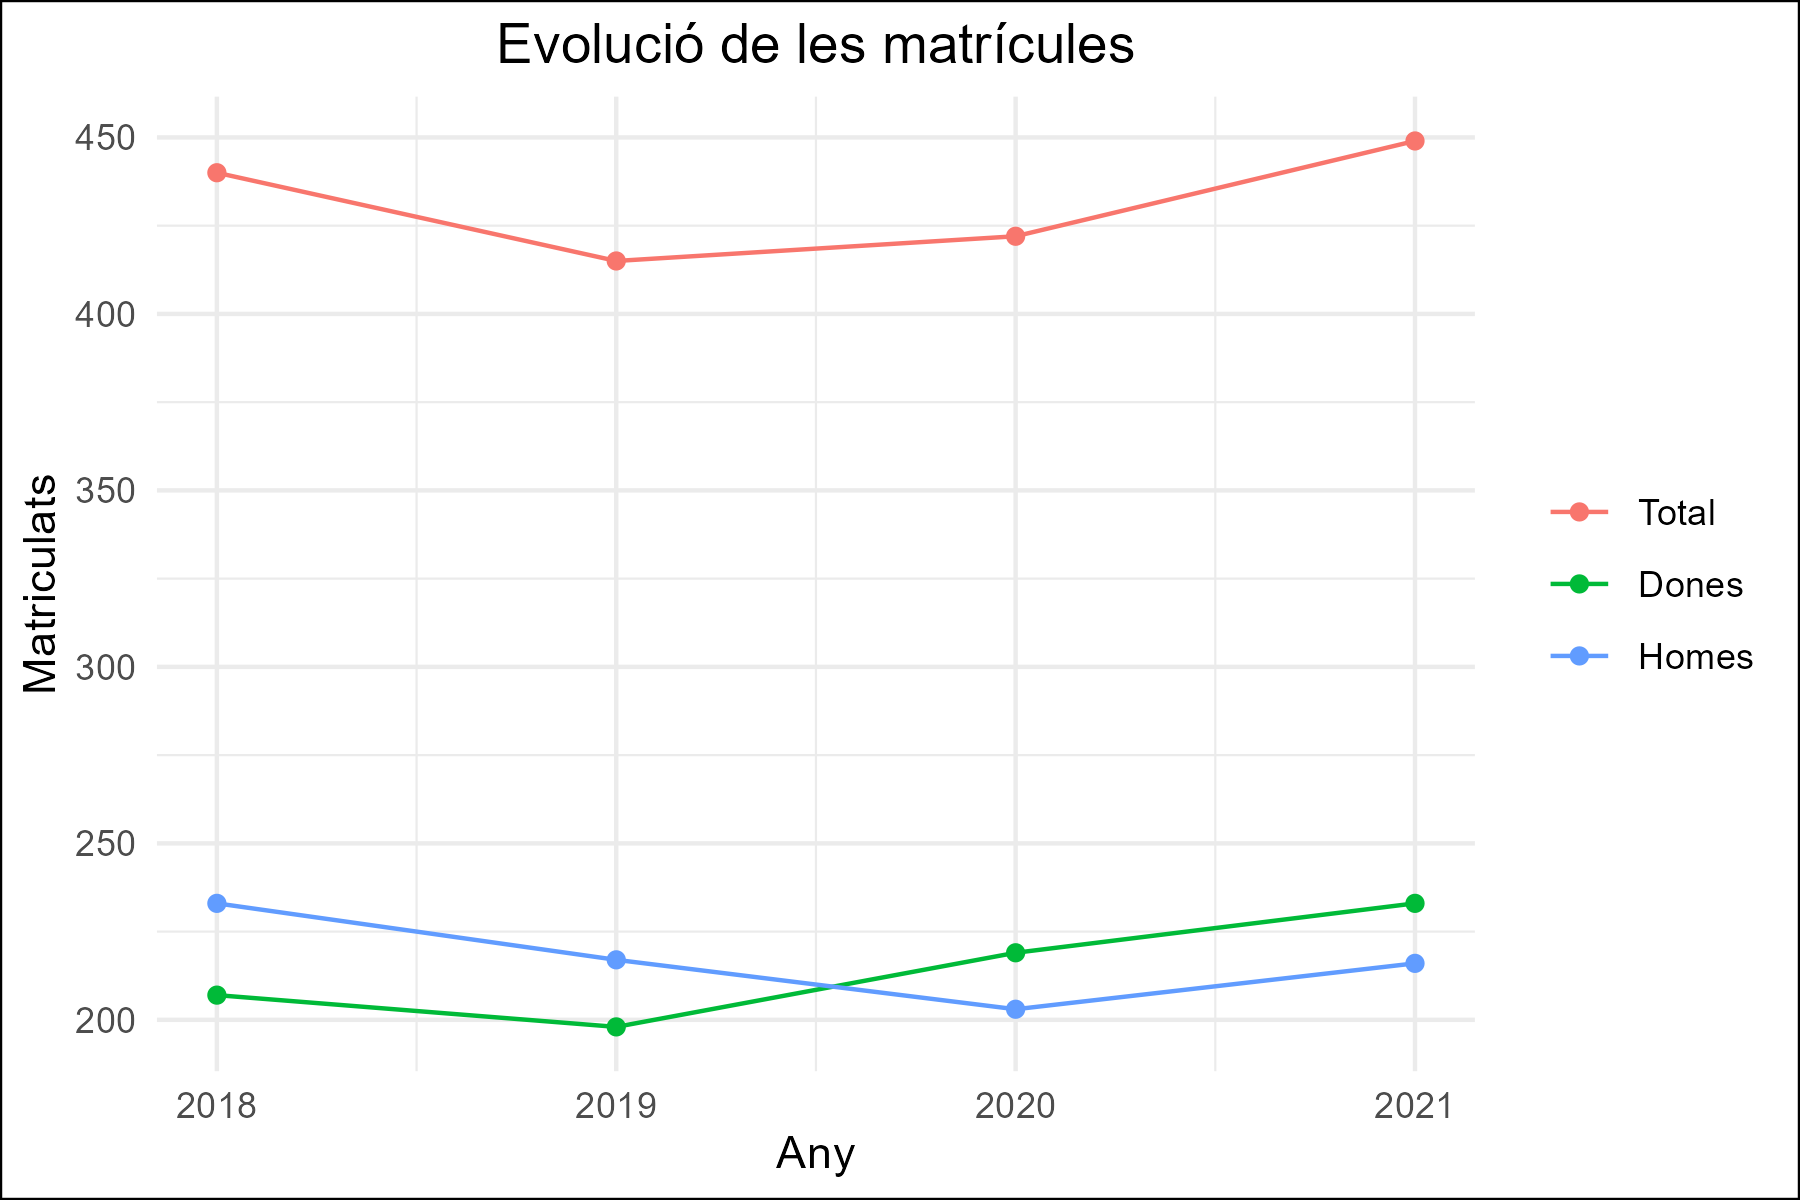 Evolució de les matrícules
450
400
350
300
250
200
Matriculats
2018
2019
2020
2021
Any
Total
Dones
Homes